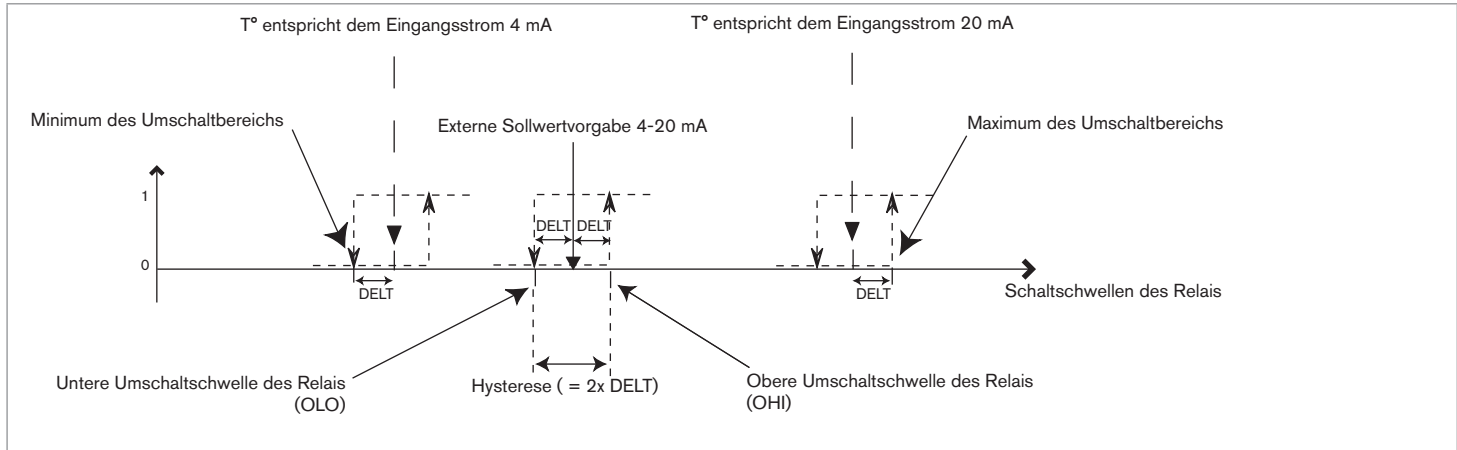 T° entspricht dem Eingangsstrom 4 mA
T° entspricht dem Eingangsstrom 20 mA
Minimum des Umschaltbereichs
Externe Sollwertvorgabe 4-20 mA
Maximum des Umschaltbereichs
1
DELT
DELT
0
DELT
DELT
Schaltschwellen des Relais
Untere Umschaltschwelle des Relais
(OLO)
Hysterese ( = 2x DELT)
Obere Umschaltschwelle des Relais
(OHI)